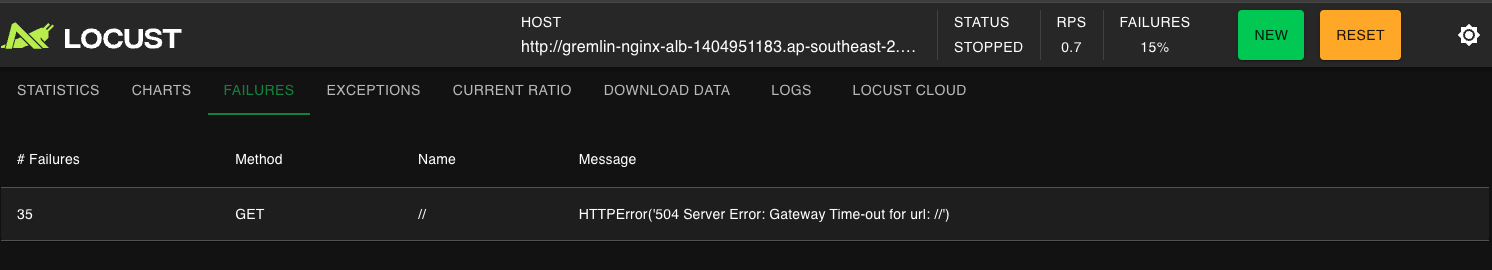 LOCUST
HOST
http://gremlin-nginx-alb-1404951183.ap-southeast-2....
STATUS
STOPPED
RPS
0.7
FAILURES
15%
NEW
RESET
STATISTICS CHARTS FAILURES EXCEPTIONS CURRENT RATIO DOWNLOAD DATA LOGS LOCUST CLOUD
# Failures Method Name Message
35 GET // HTTPError('504 Server Error: Gateway Time-out for url: //')